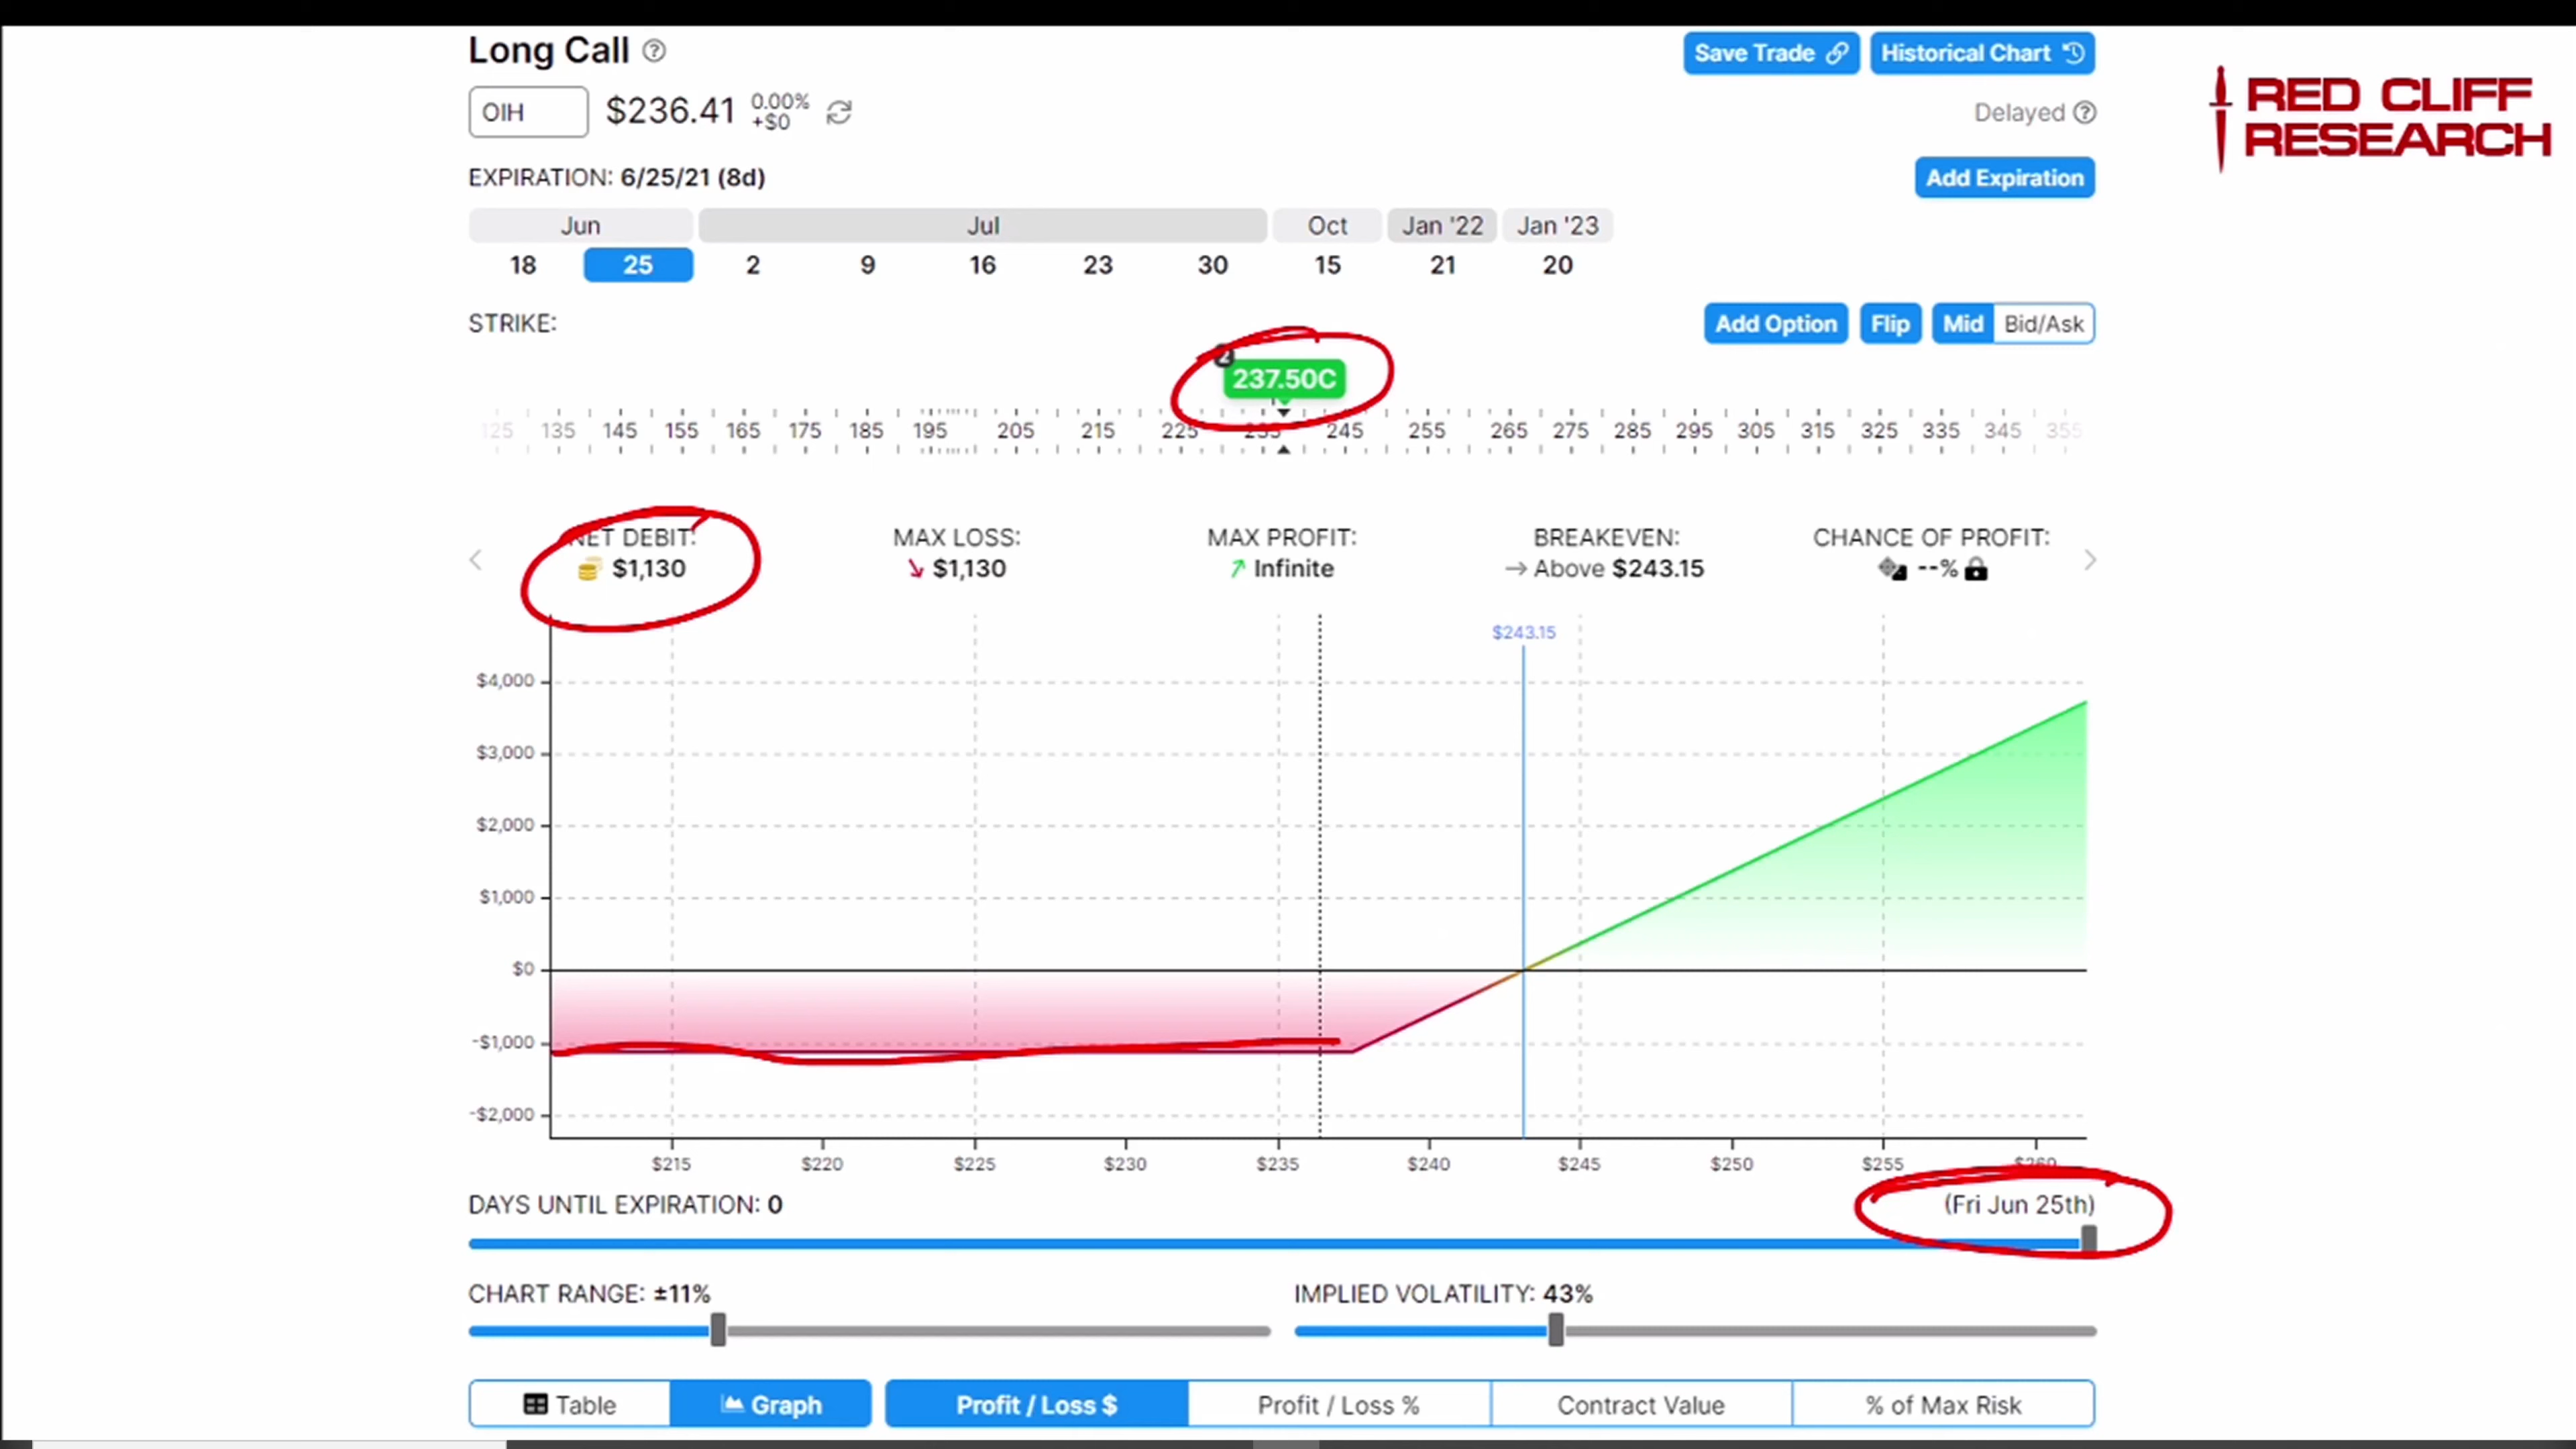 Long Call ?
Save Trade
Historical Chart
RED CLIFF
RESEARCH
OIH
$236.41
0.00%
+$0
Delayed ?
EXPIRATION: 6/25/21 (8d)
Add Expiration
Jun Jul Oct Jan '22 Jan '23
18 25 2 9 16 23 30 15 21 20
STRIKE:
Add Option
Flip
Mid
Bid/Ask
2
237.50C
125 135 145 155 165 175 185 195 205 215 225 235 245 255 265 275 285 295 305 315 325 335 345 355
NET DEBIT:
$1,130
MAX LOSS:
$1,130
MAX PROFIT:
Infinite
BREAKEVEN:
Above $243.15
CHANCE OF PROFIT:
--%
$243.15
$4,000
$3,000
$2,000
$1,000
$0
-$1,000
-$2,000
$215 $220 $225 $230 $235 $240 $245 $250 $255 $260
DAYS UNTIL EXPIRATION: 0
(Fri Jun 25th)
CHART RANGE: ±11%
IMPLIED VOLATILITY: 43%
Table
Graph
Profit / Loss $
Profit / Loss %
Contract Value
% of Max Risk